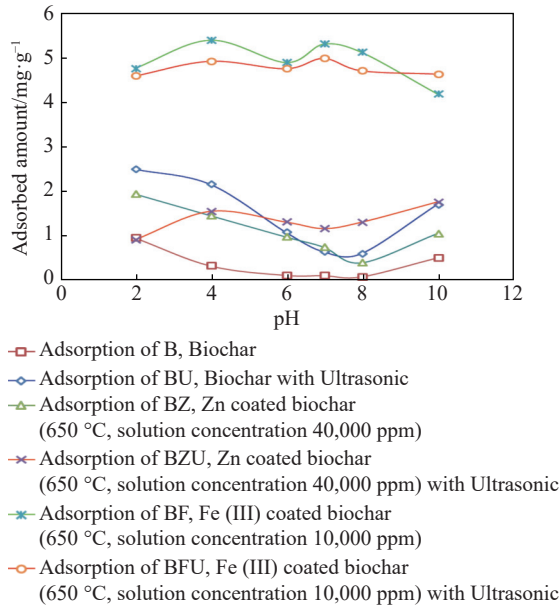 6
5
4
3
2
1
0
Adsorbed amount/mg·g⁻¹
0 2 4 6 8 10 12
pH
Adsorption of B, Biochar
Adsorption of BU, Biochar with Ultrasonic
Adsorption of BZ, Zn coated biochar
(650 °C, solution concentration 40,000 ppm)
Adsorption of BZU, Zn coated biochar
(650 °C, solution concentration 40,000 ppm) with Ultrasonic
Adsorption of BF, Fe (III) coated biochar
(650 °C, solution concentration 10,000 ppm)
Adsorption of BFU, Fe (III) coated biochar
(650 °C, solution concentration 10,000 ppm) with Ultrasonic